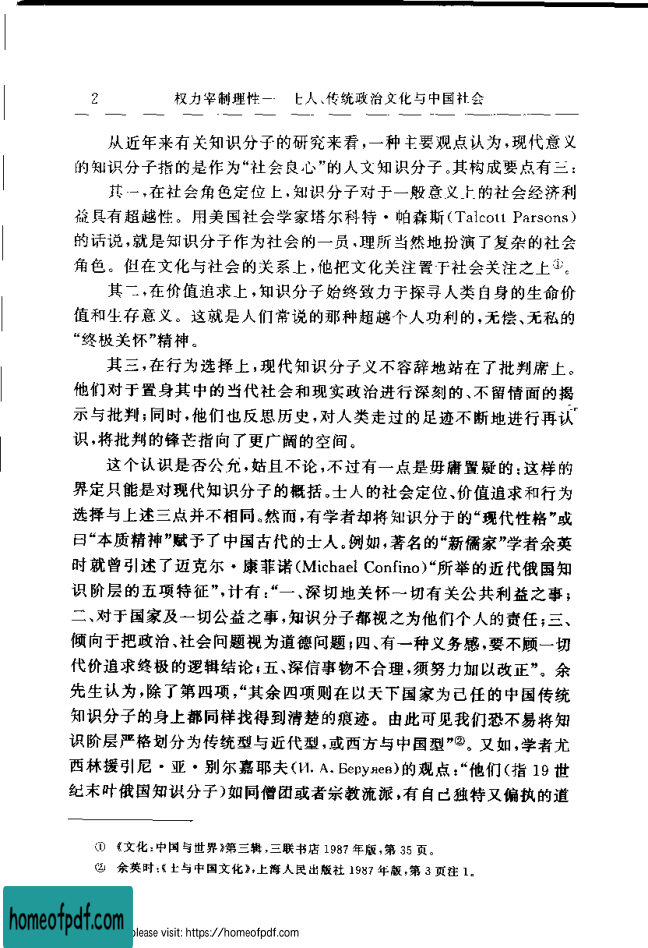 2 权力宰制理性——士人、传统政治文化与中国社会
从近年来有关知识分子的研究来看,一种主要观点认为,现代意义
的知识分子指的是作为“社会良心”的人文知识分子。其构成要点有三:
其一,在社会角色定位上,知识分子对于一般意义上的社会经济利
益具有超越性。用美国社会学家塔尔科特·帕森斯(Talcott Parsons)
的话说,就是知识分子作为社会的一员,理所当然地扮演了复杂的社会
角色。但在文化与社会的关系上,他把文化关注置于社会关注之上①。
其二,在价值追求上,知识分子始终致力于探寻人类自身的生命价
值和生存意义。这就是人们常说的那种超越个人功利的,无偿、无私的
“终极关怀”精神。
其三,在行为选择上,现代知识分子义不容辞地站在了批判席上。
他们对于置身其中的当代社会和现实政治进行深刻的、不留情面的揭
示与批判;同时,他们也反思历史,对人类走过的足迹不断地进行再认
识,将批判的锋芒指向了更广阔的空间。
这个认识是否公允,姑且不论,不过有一点是毋庸置疑的:这样的
界定只能是对现代知识分子的概括。士人的社会定位、价值追求和行为
选择与上述三点并不相同。然而,有学者却将知识分子的“现代性格”或
曰“本质精神”赋予了中国古代的士人。例如,著名的“新儒家”学者余英
时就曾引述了迈克尔·康菲诺(Michael Confino)“所举的近代俄国知
识阶层的五项特征”,计有:“一、深切地关怀一切有关公共利益之事;
二、对于国家及一切公益之事,知识分子都视之为他们个人的责任;三、
倾向于把政治、社会问题视为道德问题;四、有一种义务感,要不顾一切
代价追求终极的逻辑结论;五、深信事物不合理,须努力加以改正”。余
先生认为,除了第四项,“其余四项则在以天下国家为己任的中国传统
知识分子的身上都同样找得到清楚的痕迹。由此可见我们恐不易将知
识阶层严格划分为传统型与近代型,或西方与中国型”②。又如,学者尤
西林援引尼·亚·别尔嘉耶夫(И. А. Беруяев)的观点:“他们(指 19 世
纪末叶俄国知识分子)如同僧团或者宗教流派,有自己独特又偏执的道
① 《文化:中国与世界》第三辑,三联书店 1987 年版,第 35 页。
② 余英时:《士与中国文化》,上海人民出版社 1987 年版,第 3 页注 1。
homeofpdf.com
please visit: https://homeofpdf.com